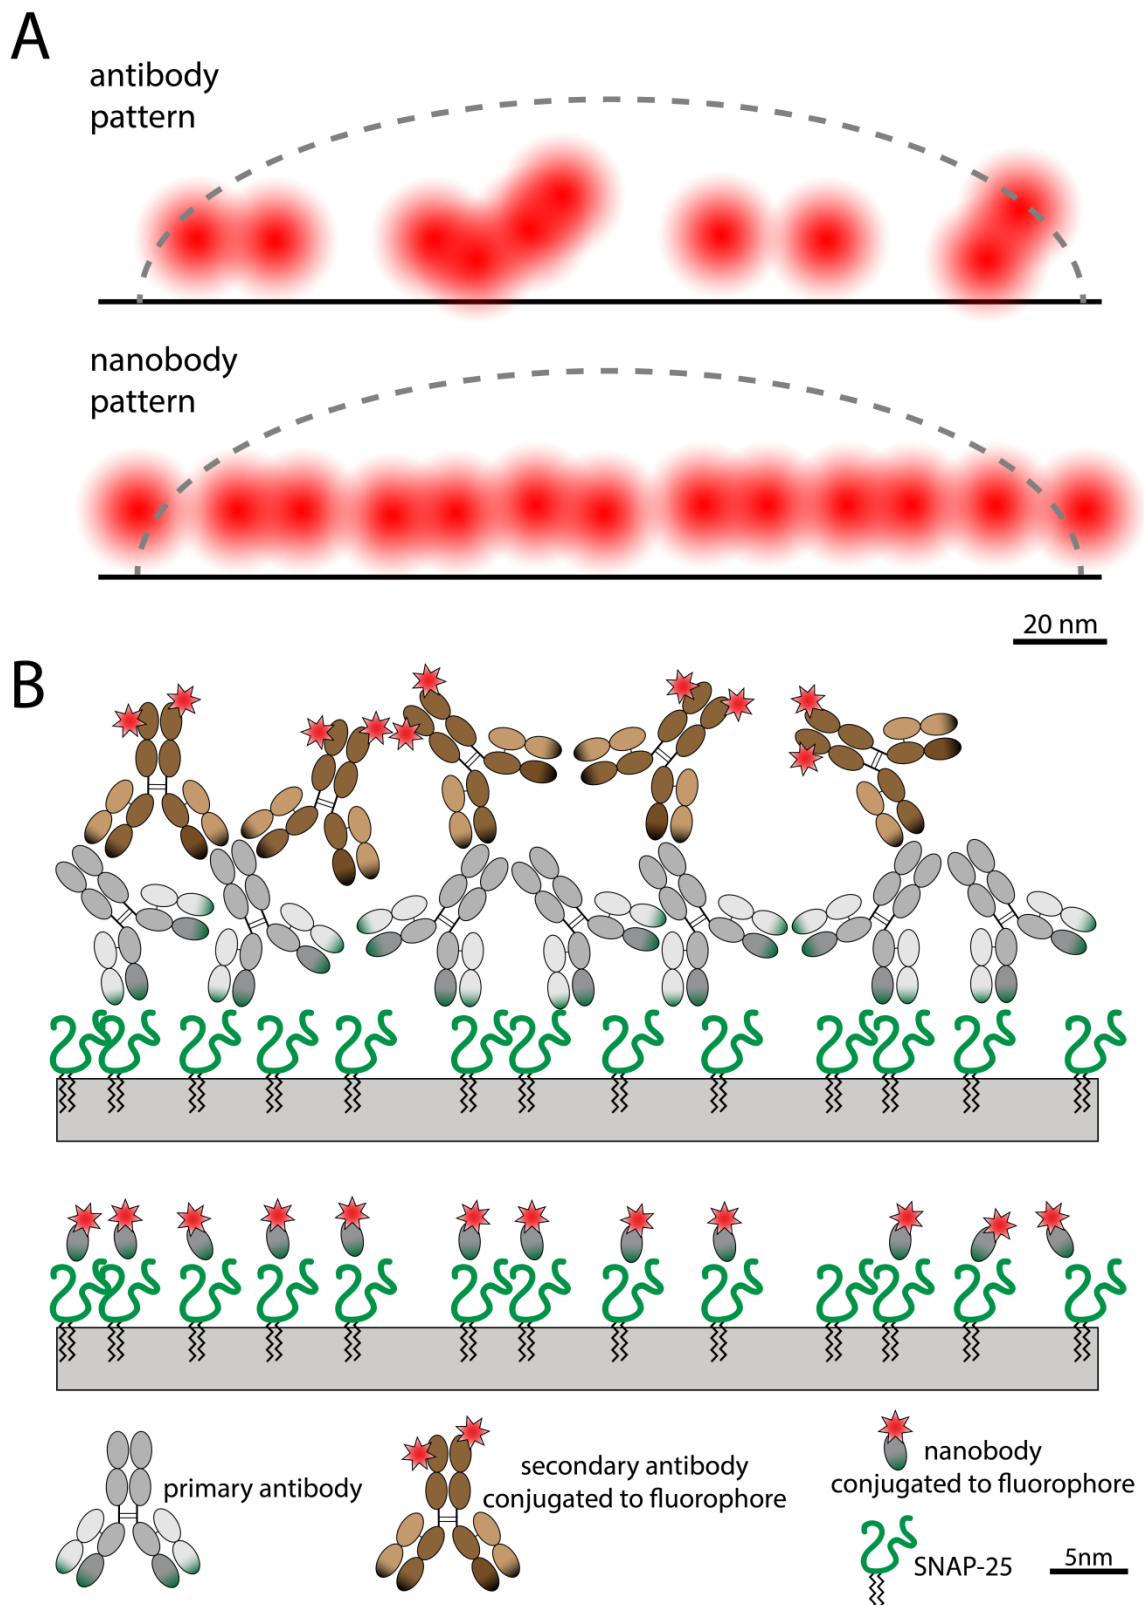 A
antibody
pattern
nanobody
pattern
20 nm
B
primary antibody
secondary antibody
conjugated to fluorophore
nanobody
conjugated to fluorophore
SNAP-25
5nm